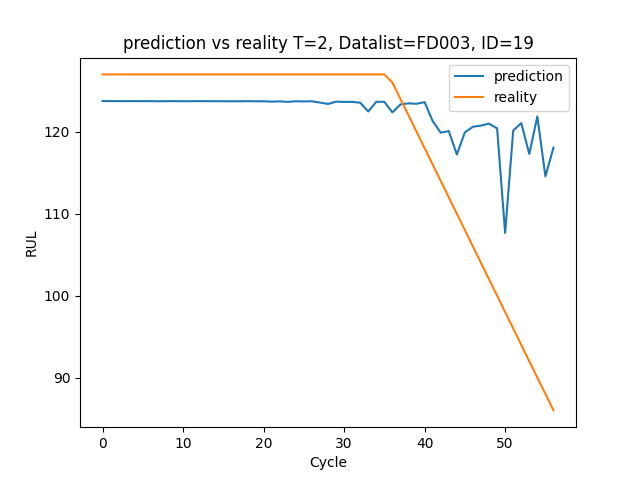 prediction vs reality T=2, Datalist=FD003, ID=19
prediction
reality
120
110
100
90
RUL
0 10 20 30 40 50
Cycle